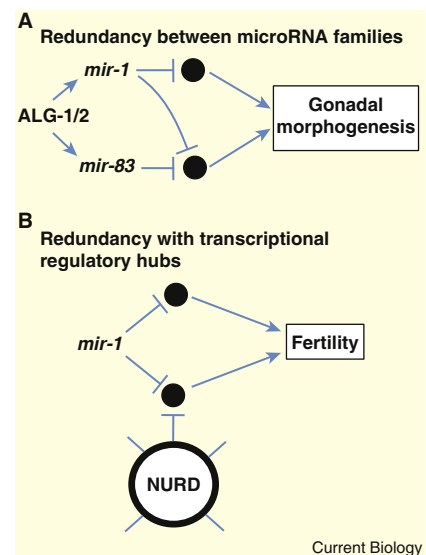 A
Redundancy between microRNA families
mir-1
ALG-1/2
mir-83
Gonadal
morphogenesis
B
Redundancy with transcriptional
regulatory hubs
mir-1
Fertility
NURD
Current Biology